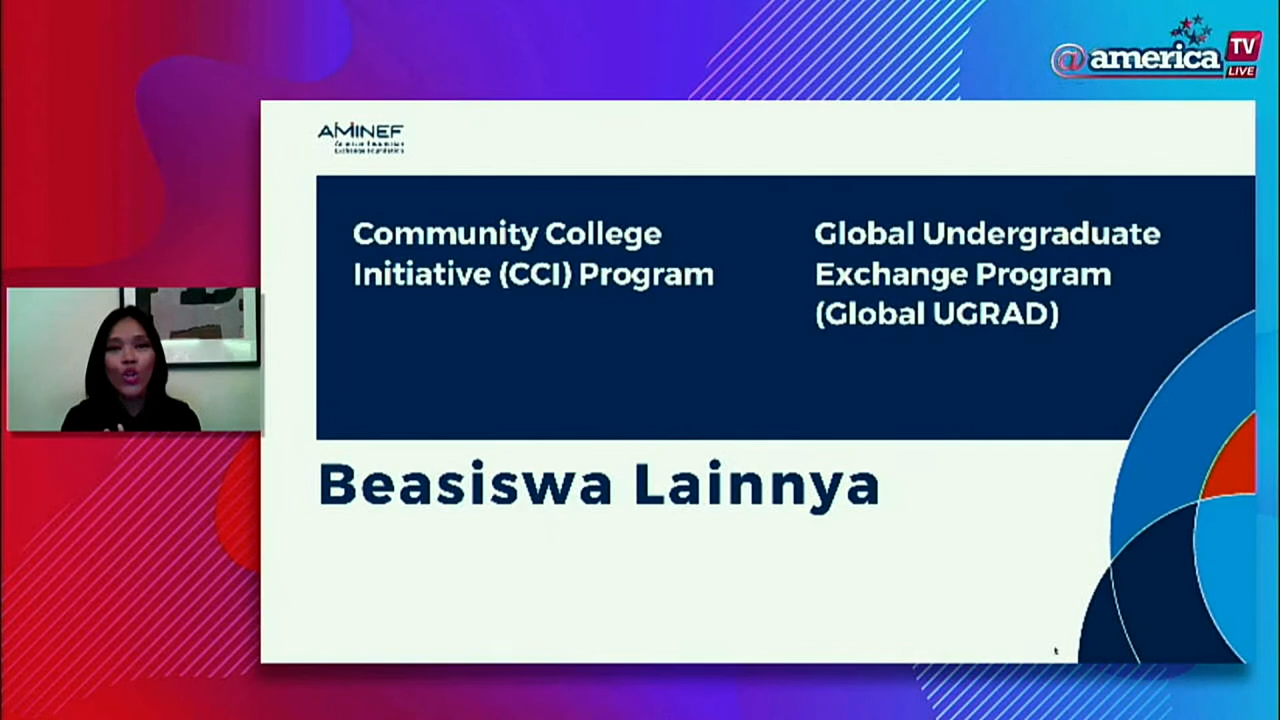 @america TV
LIVE
AMINEF
Community College
Initiative (CCI) Program
Global Undergraduate
Exchange Program
(Global UGRAD)
Beasiswa Lainnya